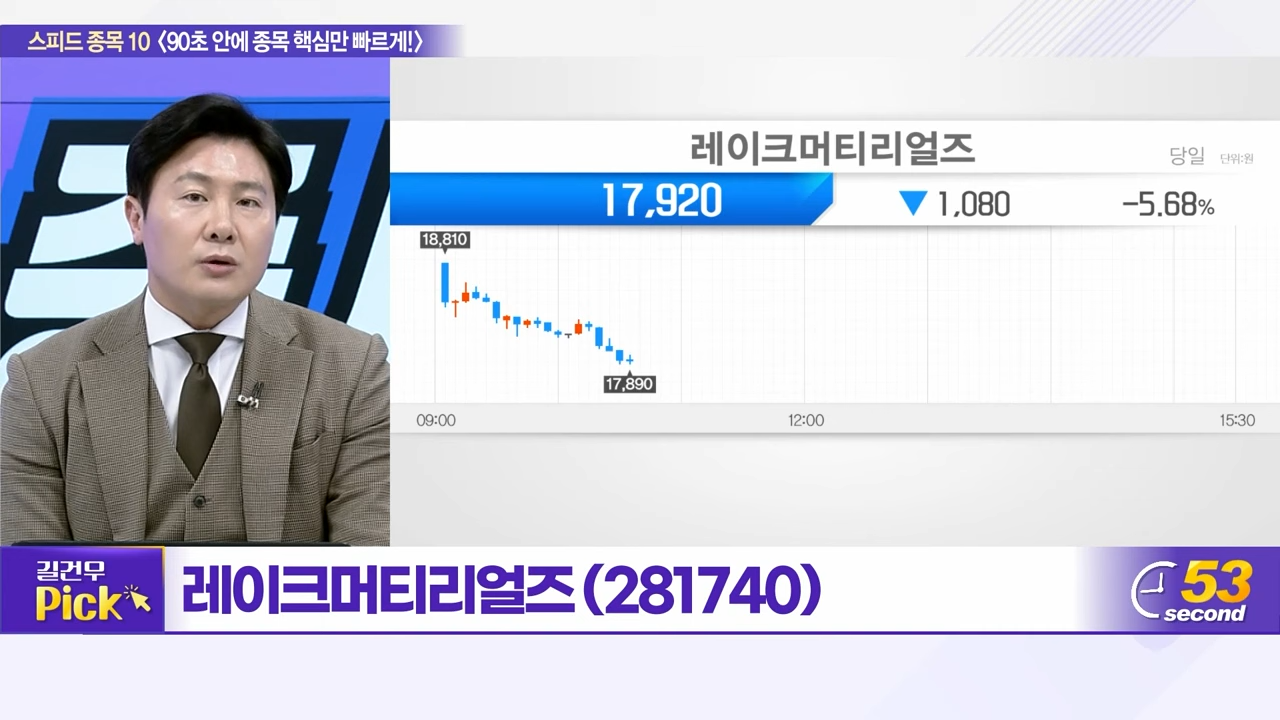 스피드 종목 10 〈90초 안에 종목 핵심만 빠르게!〉
레이크머티리얼즈
당일 단위:원
17,920 ▼ 1,080 -5.68%
18,810
17,890
09:00 12:00 15:30
길건무
Pick
레이크머티리얼즈 (281740)
53
second